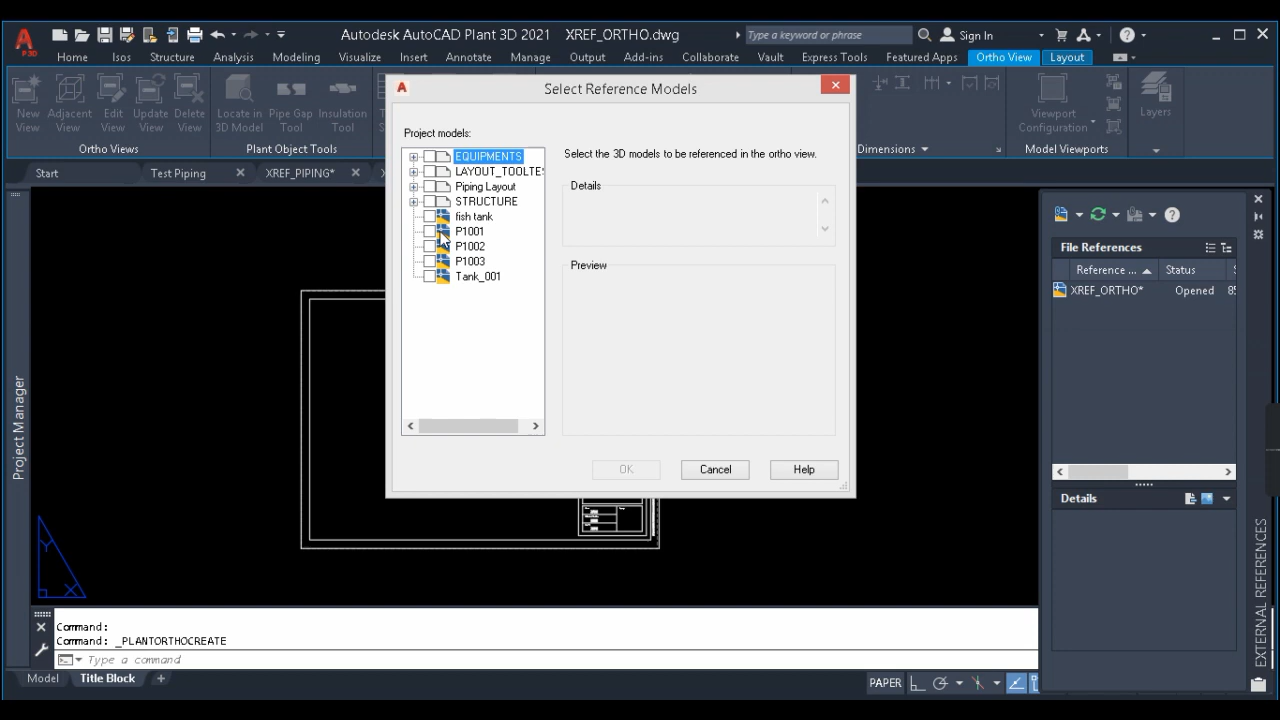 Autodesk AutoCAD Plant 3D 2021 XREF_ORTHO.dwg
Type a keyword or phrase
Sign In
P3D
Home Isos Structure Analysis Modeling Visualize Insert Annotate Manage Output Add-ins Collaborate Vault Express Tools Featured Apps Ortho View Layout
New View
Adjacent View
Edit View
Update View
Delete View
Locate in 3D Model
Pipe Gap Tool
Insulation Tool
Viewport Configuration
Layers
Ortho Views
Plant Object Tools
Dimensions
Model Viewports
Start
Test Piping
XREF_PIPING*
Select Reference Models
Project models:
EQUIPMENTS
LAYOUT_TOOLTES
Piping Layout
STRUCTURE
fish tank
P1001
P1002
P1003
Tank_001
Select the 3D models to be referenced in the ortho view.
Details
Preview
OK
Cancel
Help
File References
Reference ... Status
XREF_ORTHO* Opened
Details
EXTERNAL REFERENCES
Project Manager
Y
X
Command:
Command: _PLANTORTHOCREATE
Type a command
Model
Title Block
PAPER